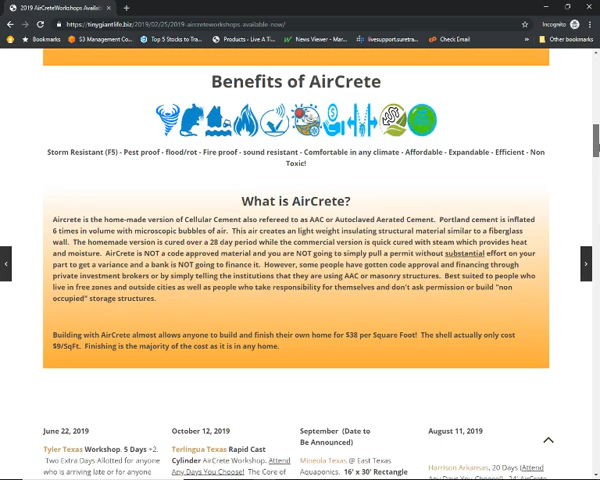 2019 AirCreteWorkshops Availab
Incognito
https://tinygiantlife.biz/2019/02/25/2019-aircreteworkshops-available-now/
Bookmarks
S3 Management Co...
Top 5 Stocks to Tra...
Products - Live A Ti...
News Viewer - Mar...
livesupport.suretra...
Check Email
Other bookmarks
Benefits of AirCrete
Storm Resistant (F5) - Pest proof - flood/rot - Fire proof - sound resistant - Comfortable in any climate - Affordable - Expandable - Efficient - Non
Toxic!
What is AirCrete?
Aircrete is the home-made version of Cellular Cement also refereed to as AAC or Autoclaved Aerated Cement. Portland cement is inflated
6 times in volume with microscopic bubbles of air. This air creates an light weight insulating structural material similar to a fiberglass
wall. The homemade version is cured over a 28 day period while the commercial version is quick cured with steam which provides heat
and moisture. AirCrete is NOT a code approved material and you are NOT going to simply pull a permit without substantial effort on your
part to get a variance and a bank is NOT going to finance it. However, some people have gotten code approval and financing through
private investment brokers or by simply telling the institutions that they are using AAC or masonry structures. Best suited to people who
live in free zones and outside cities as well as people who take responsibility for themselves and don't ask permission or build "non
occupied" storage structures.
Building with AirCrete almost allows anyone to build and finish their own home for $38 per Square Foot! The shell actually only cost
$9/SqFt. Finishing is the majority of the cost as it is in any home.
June 22, 2019
Tyler Texas Workshop. 5 Days +2.
Two Extra Days Allotted for anyone
who is arriving late or for anyone
October 12, 2019
Terlingua Texas Rapid Cast
Cylinder AirCrete Workshop. Attend
Any Days You Choose! The Core of
September (Date to
Be Announced)
Mineola Texas @ East Texas
Aquaponics. 16' x 30' Rectangle
August 11, 2019
Harrison Arkansas, 20 Days (Attend
Any Days You Choose!) 24' AirCrete